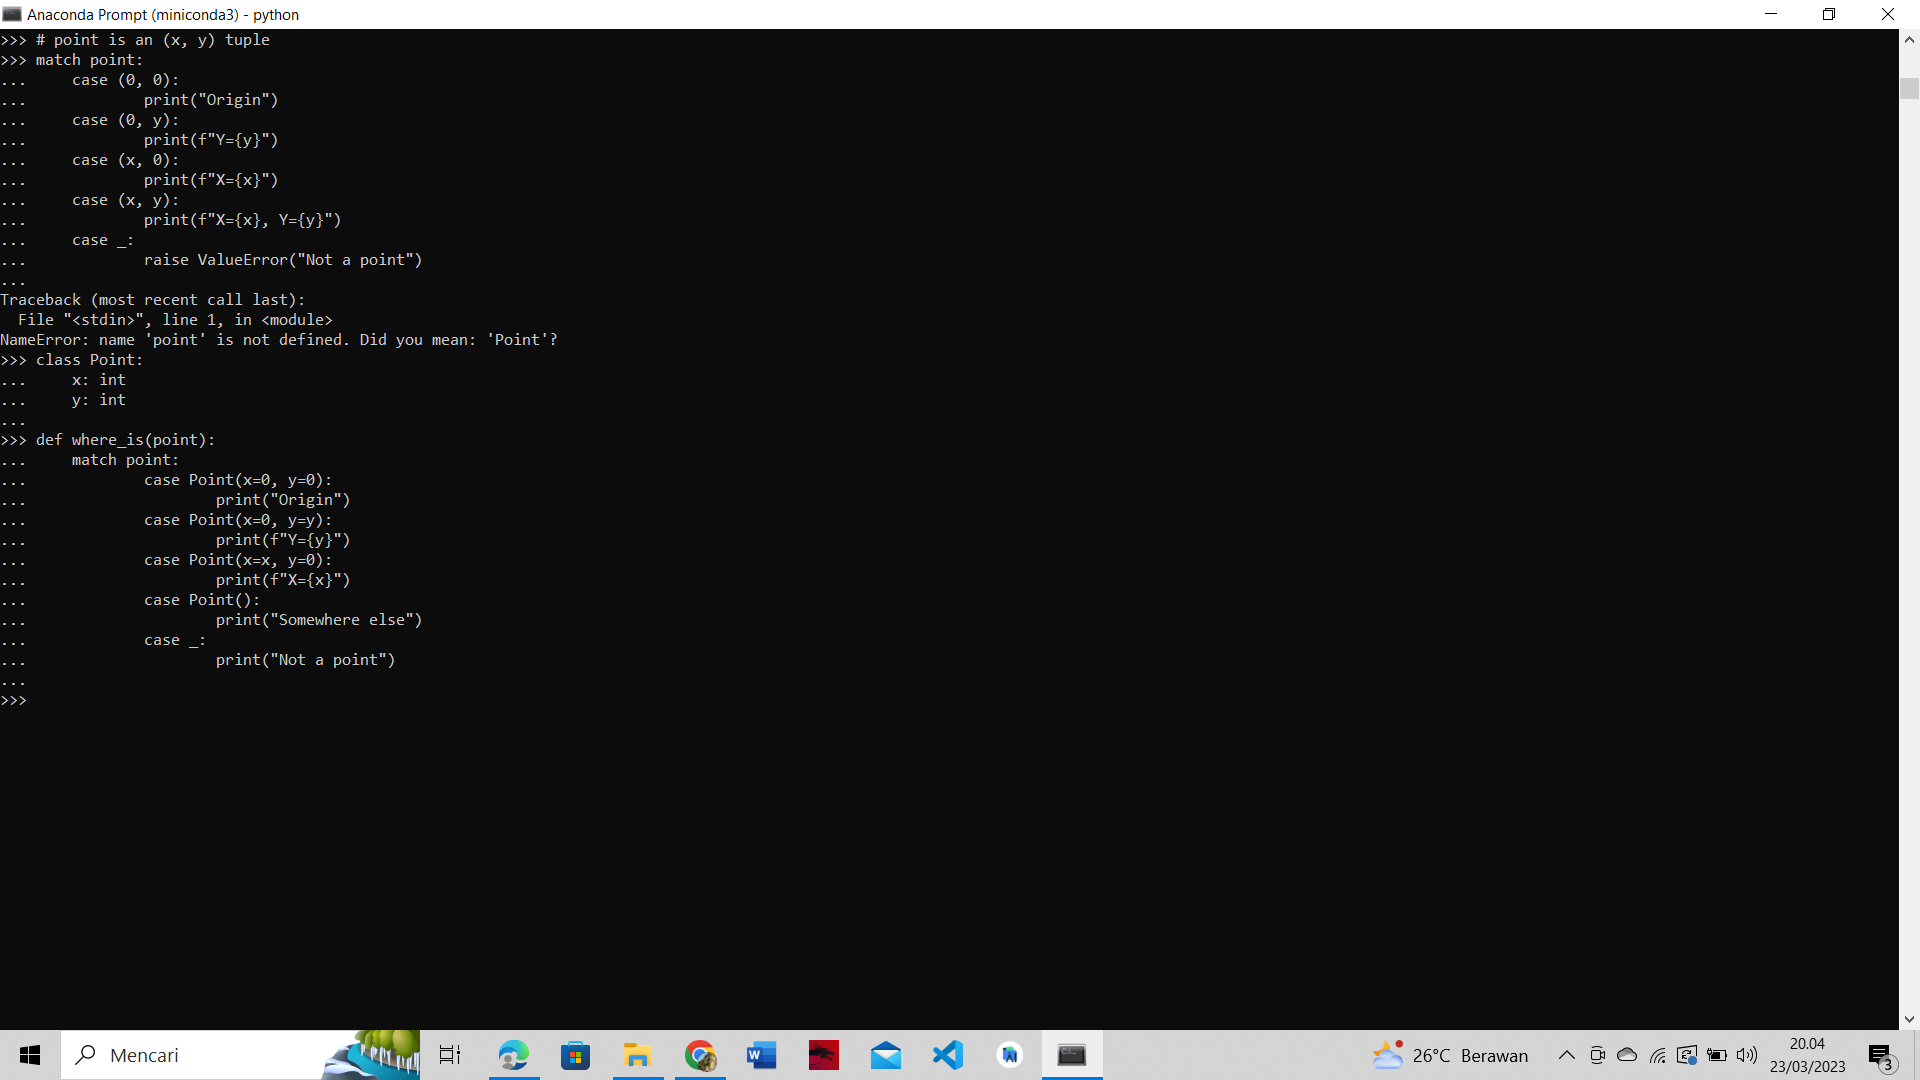 Anaconda Prompt (miniconda3) - python
>>> # point is an (x, y) tuple
>>> match point:
...     case (0, 0):
...             print("Origin")
...     case (0, y):
...             print(f"Y={y}")
...     case (x, 0):
...             print(f"X={x}")
...     case (x, y):
...             print(f"X={x}, Y={y}")
...     case _:
...             raise ValueError("Not a point")
...
Traceback (most recent call last):
  File "<stdin>", line 1, in <module>
NameError: name 'point' is not defined. Did you mean: 'Point'?
>>> class Point:
...     x: int
...     y: int
...
>>> def where_is(point):
...     match point:
...             case Point(x=0, y=0):
...                     print("Origin")
...             case Point(x=0, y=y):
...                     print(f"Y={y}")
...             case Point(x=x, y=0):
...                     print(f"X={x}")
...             case Point():
...                     print("Somewhere else")
...             case _:
...                     print("Not a point")
...
>>>
Mencari
26°C Berawan
20.04
23/03/2023
3